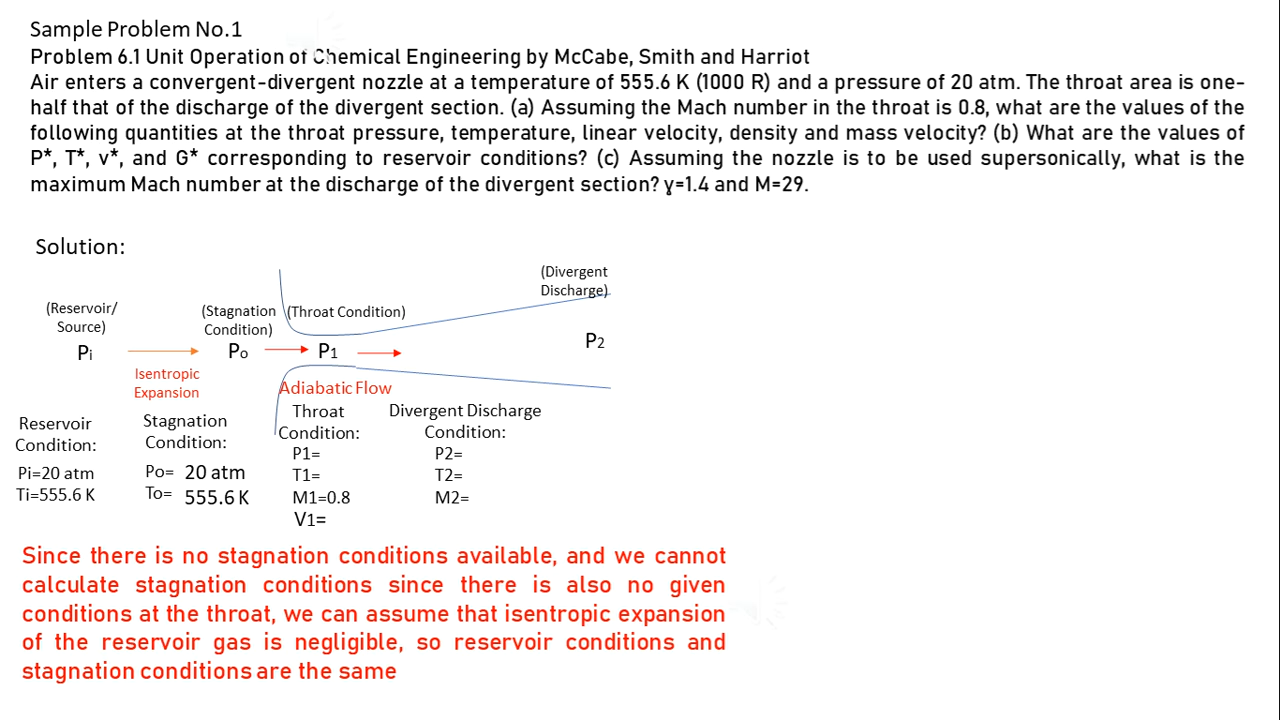 Sample Problem No.1
Problem 6.1 Unit Operation of Chemical Engineering by McCabe, Smith and Harriot
Air enters a convergent-divergent nozzle at a temperature of 555.6 K (1000 R) and a pressure of 20 atm. The throat area is one-
half that of the discharge of the divergent section. (a) Assuming the Mach number in the throat is 0.8, what are the values of the
following quantities at the throat pressure, temperature, linear velocity, density and mass velocity? (b) What are the values of
P*, T*, v*, and G* corresponding to reservoir conditions? (c) Assuming the nozzle is to be used supersonically, what is the
maximum Mach number at the discharge of the divergent section? γ=1.4 and M=29.
Solution:
(Reservoir/
Source)
Pi
Isentropic
Expansion
(Stagnation
Condition)
Po
(Throat Condition)
P1
Adiabatic Flow
(Divergent
Discharge)
P2
Reservoir
Condition:
Pi=20 atm
Ti=555.6 K
Stagnation
Condition:
Po= 20 atm
To= 555.6 K
Throat
Condition:
P1=
T1=
M1=0.8
V1=
Divergent Discharge
Condition:
P2=
T2=
M2=
Since there is no stagnation conditions available, and we cannot
calculate stagnation conditions since there is also no given
conditions at the throat, we can assume that isentropic expansion
of the reservoir gas is negligible, so reservoir conditions and
stagnation conditions are the same